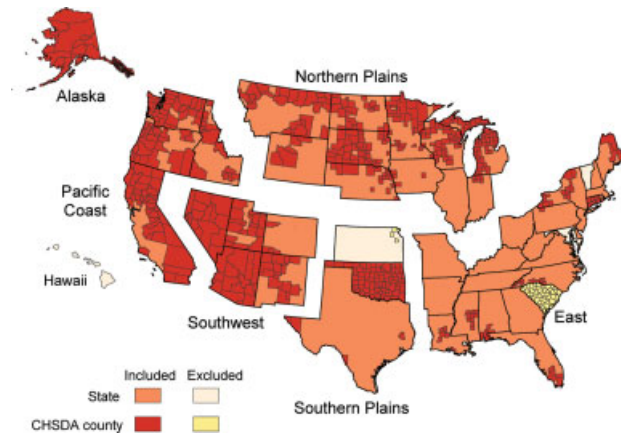 Northern Plains
Alaska
Pacific
Coast
Hawaii
Southwest
East
Included Excluded
State
CHSDA county
Southern Plains